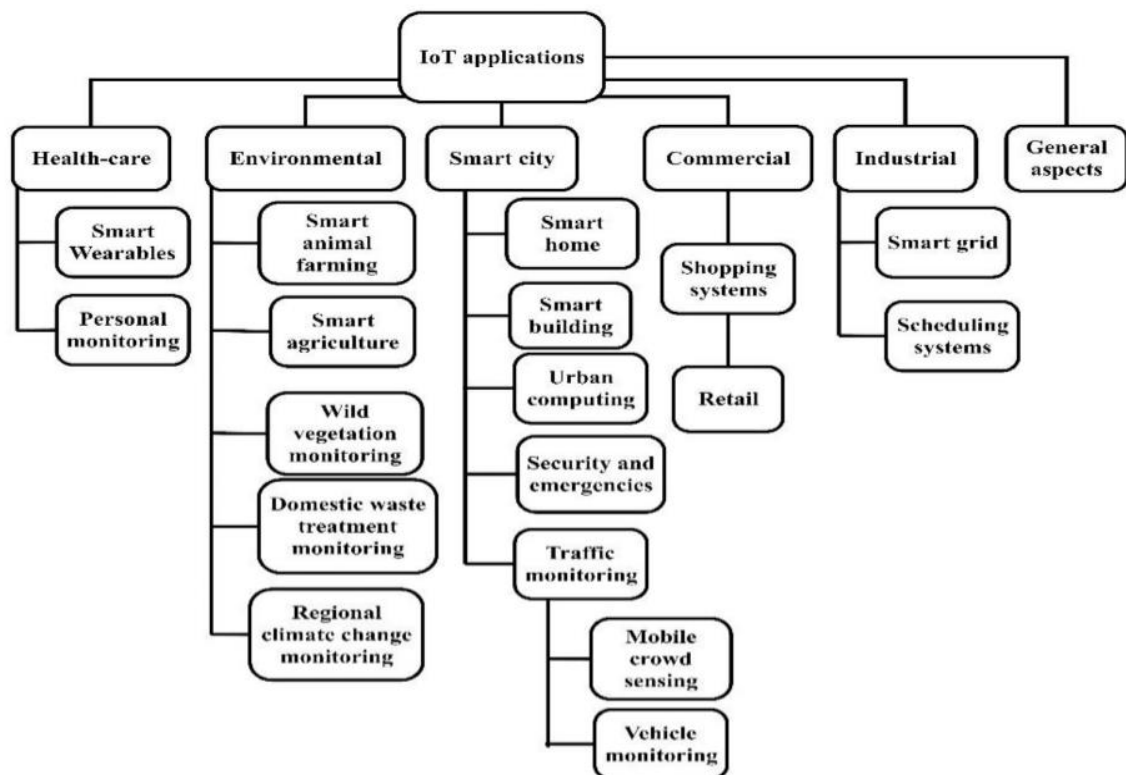 IoT applications
Health-care
Environmental
Smart city
Commercial
Industrial
General
aspects
Smart
Wearables
Personal
monitoring
Smart
animal
farming
Smart
agriculture
Wild
vegetation
monitoring
Domestic waste
treatment
monitoring
Regional
climate change
monitoring
Smart
home
Smart
building
Urban
computing
Security and
emergencies
Traffic
monitoring
Mobile
crowd
sensing
Vehicle
monitoring
Shopping
systems
Retail
Smart grid
Scheduling
systems